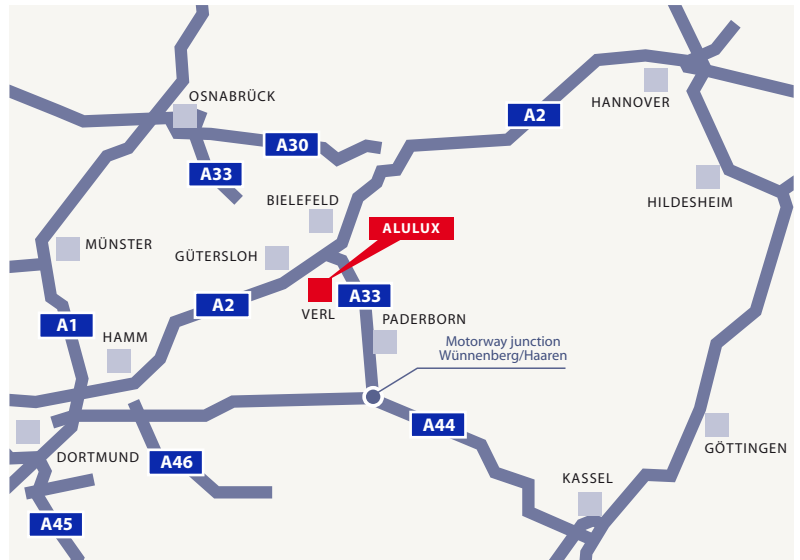 OSNABRÜCK
HANNOVER
A2
A30
A33
BIELEFELD
HILDESHEIM
ALULUX
MÜNSTER
GÜTERSLOH
A33
A2
VERL
PADERBORN
A1
HAMM
Motorway junction
Wünnenberg/Haaren
A44
GÖTTINGEN
DORTMUND
A46
KASSEL
A45